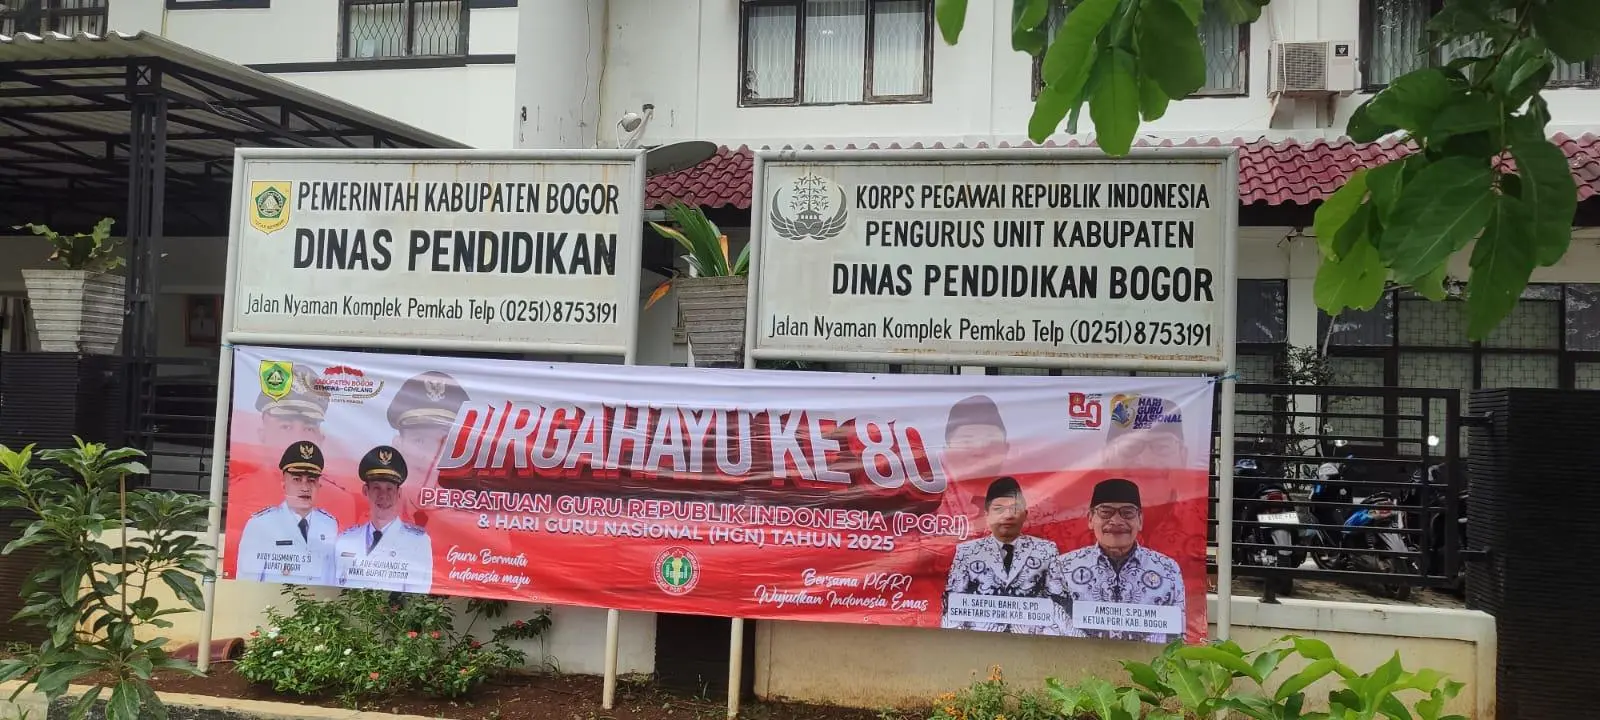 PEMERINTAH KABUPATEN BOGOR
DINAS PENDIDIKAN
Jalan Nyaman Komplek Pemkab Telp (0251)8753191
KORPS PEGAWAI REPUBLIK INDONESIA
PENGURUS UNIT KABUPATEN
DINAS PENDIDIKAN BOGOR
Jalan Nyaman Komplek Pemkab Telp (0251)8753191
KABUPATEN BOGOR
ISTIMEWA-GEMILANG
DIRGAHAYU KE 80
PERSATUAN GURU REPUBLIK INDONESIA (PGRI)
& HARI GURU NASIONAL (HGN) TAHUN 2025
80
HARI
GURU
NASIONAL
2025
RUDY SUSMANTO, S.SI
BUPATI BOGOR
WAKIL BUPATI BOGOR
Guru Bermutu
indonesia maju
Bersama PGRI
Wujudkan Indonesia Emas
H. SAEPUL BAHRI, S.PD
SEKRETARIS PGRI KAB. BOGOR
AMSOHI, S.PD,MM
KETUA PGRI KAB. BOGOR